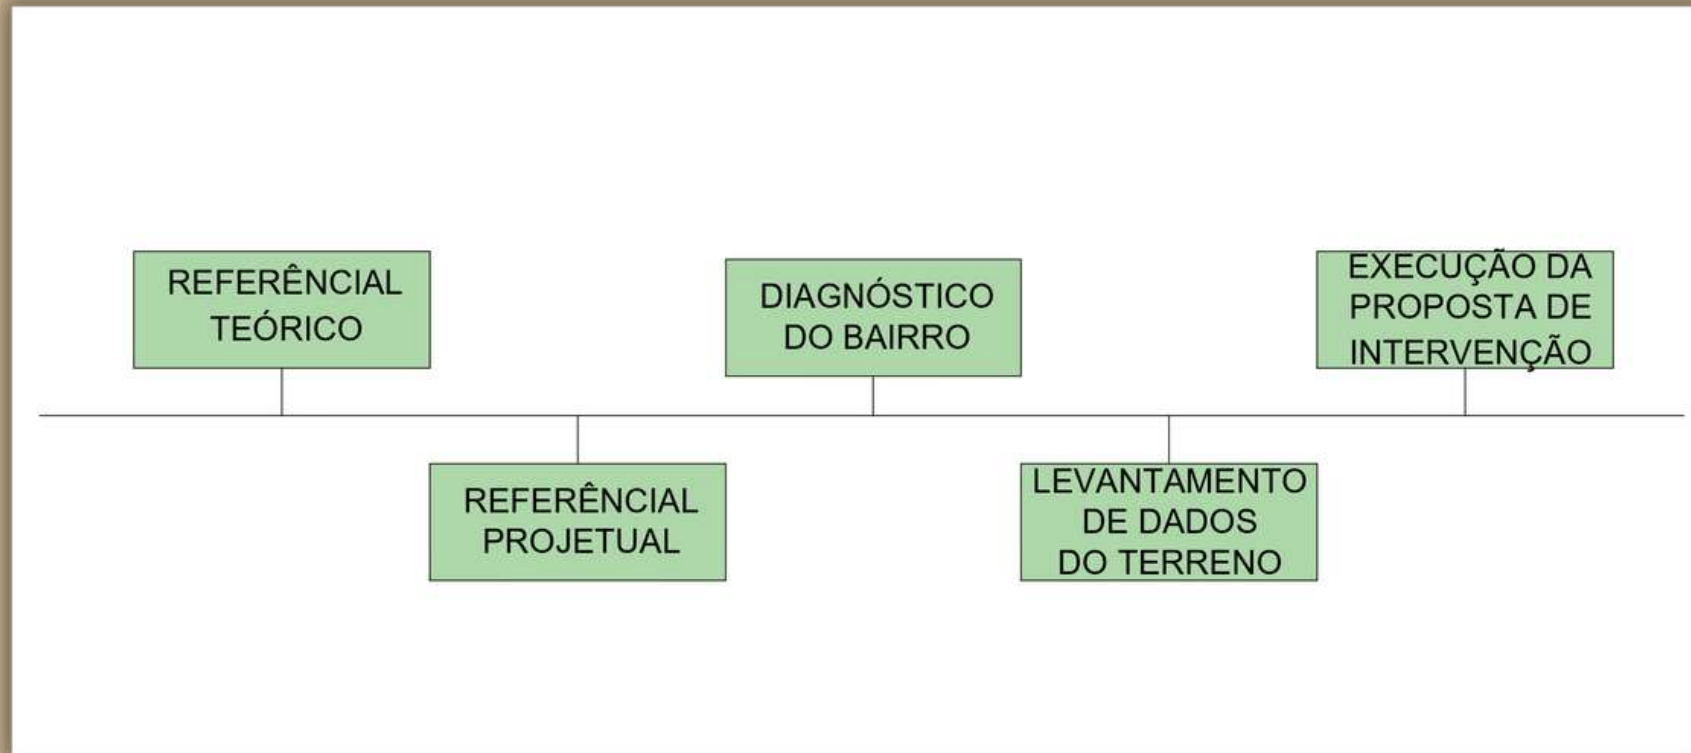 REFERÊNCIAL
TEÓRICO
REFERÊNCIAL
PROJETUAL
DIAGNÓSTICO
DO BAIRRO
LEVANTAMENTO
DE DADOS
DO TERRENO
EXECUÇÃO DA
PROPOSTA DE
INTERVENÇÃO